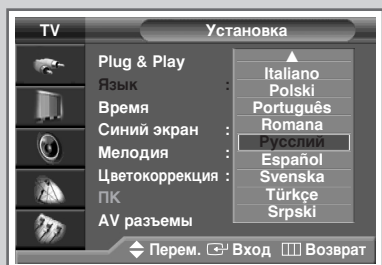 TV Установка
Plug & Play
Язык :
Время
Синий экран :
Мелодия :
Цветокоррекция :
ПК
AV разъемы
Italiano
Polski
Português
Romana
Русслий
Español
Svenska
Türkçe
Srpski
Перем. Вход Возврат